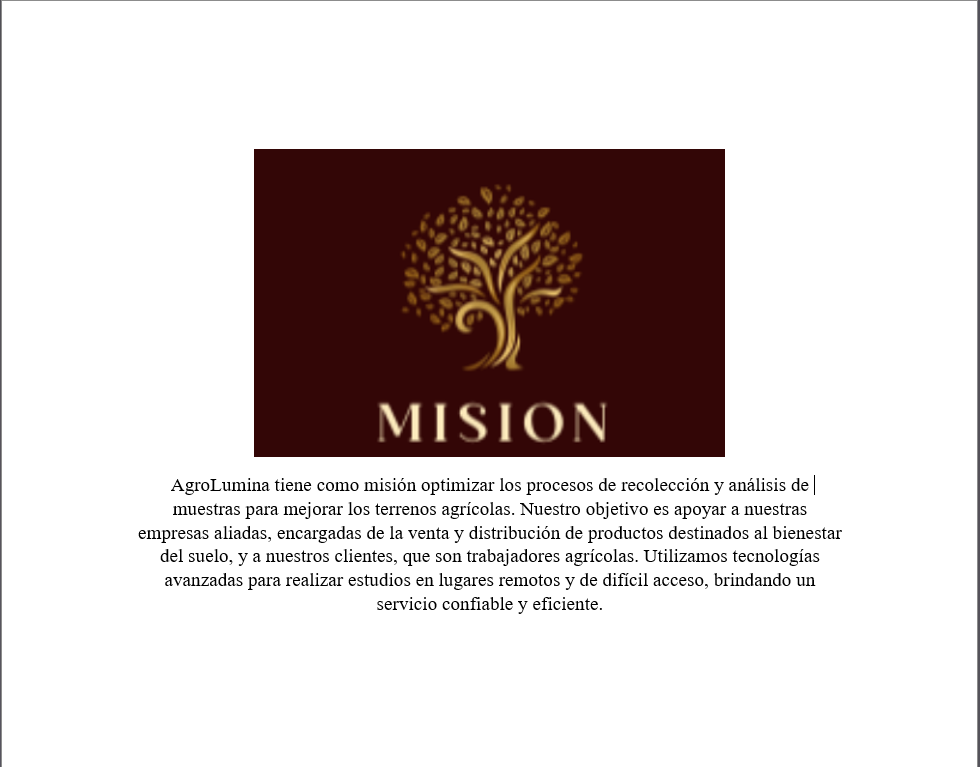 MISION
AgroLumina tiene como misión optimizar los procesos de recolección y análisis de
muestras para mejorar los terrenos agrícolas. Nuestro objetivo es apoyar a nuestras
empresas aliadas, encargadas de la venta y distribución de productos destinados al bienestar
del suelo, y a nuestros clientes, que son trabajadores agrícolas. Utilizamos tecnologías
avanzadas para realizar estudios en lugares remotos y de difícil acceso, brindando un
servicio confiable y eficiente.